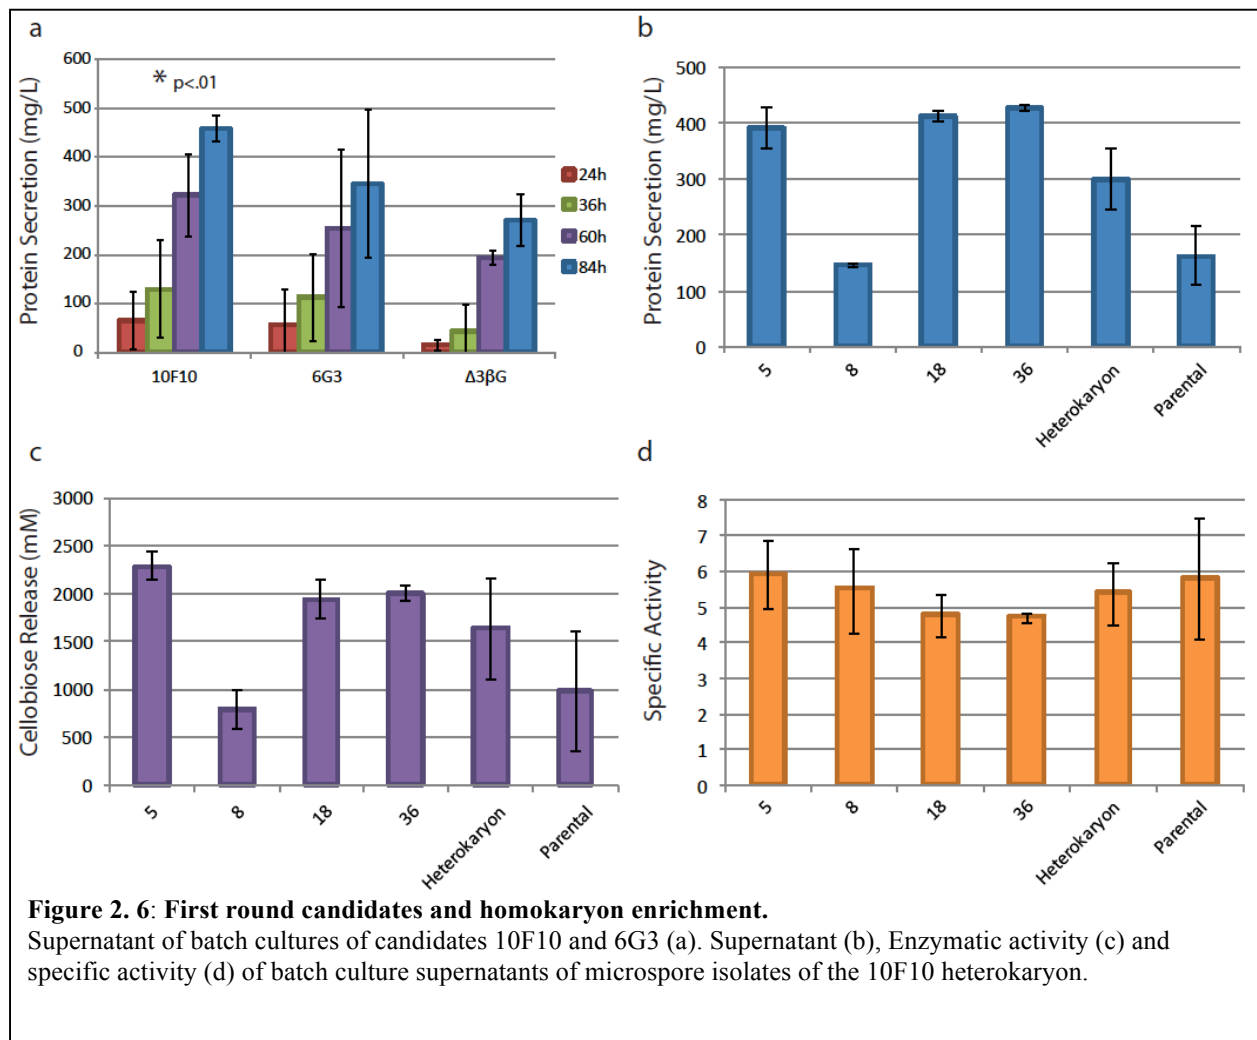 a
Protein Secretion (mg/L)
600
500
400
300
200
100
0
* p<.01
10F10
6G3
Δ3βG
24h
36h
60h
84h
b
Protein Secretion (mg/L)
500
400
300
200
100
0
5
8
18
36
Heterokaryon
Parental
c
Cellobiose Release (mM)
3000
2500
2000
1500
1000
500
0
5
8
18
36
Heterokaryon
Parental
d
Specific Activity
8
7
6
5
4
3
2
1
0
5
8
18
36
Heterokaryon
Parental
Figure 2. 6: First round candidates and homokaryon enrichment.
Supernatant of batch cultures of candidates 10F10 and 6G3 (a). Supernatant (b), Enzymatic activity (c) and
specific activity (d) of batch culture supernatants of microspore isolates of the 10F10 heterokaryon.